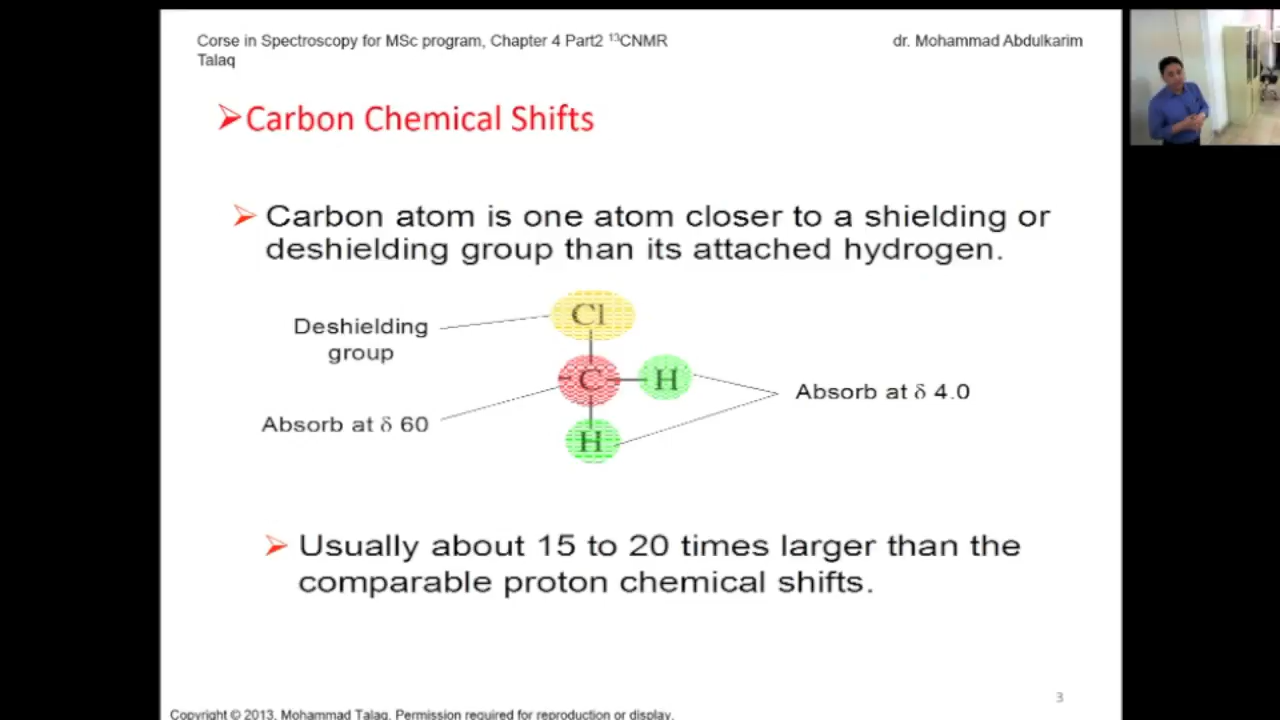 Corse in Spectroscopy for MSc program, Chapter 4 Part2 ¹³CNMR dr. Mohammad Abdulkarim
Talaq
Carbon Chemical Shifts
Carbon atom is one atom closer to a shielding or
deshielding group than its attached hydrogen.
Cl
Deshielding
group
C H
Absorb at δ 4.0
Absorb at δ 60
H
Usually about 15 to 20 times larger than the
comparable proton chemical shifts.
3
Copyright © 2013, Mohammad Talaq. Permission required for reproduction or display.